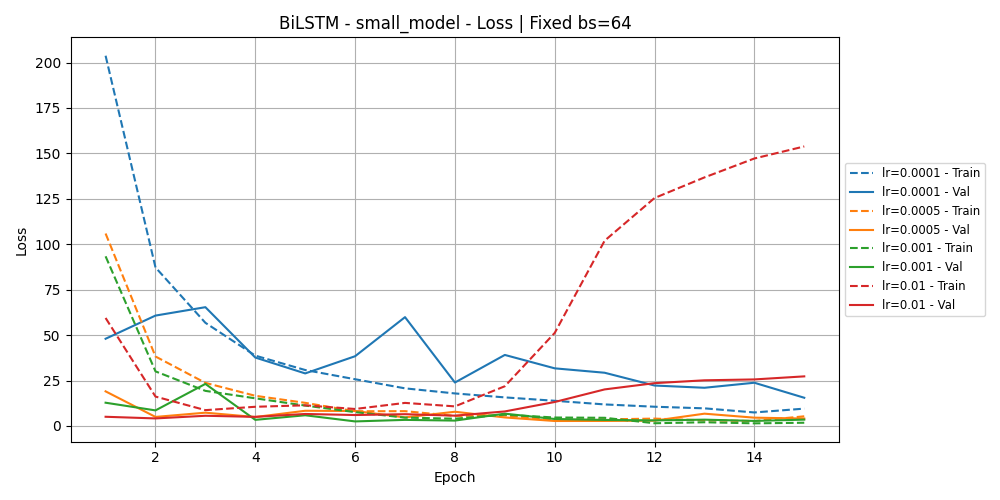 BiLSTM - small_model - Loss | Fixed bs=64
Loss
200
175
150
125
100
75
50
25
0
2
4
6
8
10
12
14
Epoch
lr=0.0001 - Train
lr=0.0001 - Val
lr=0.0005 - Train
lr=0.0005 - Val
lr=0.001 - Train
lr=0.001 - Val
lr=0.01 - Train
lr=0.01 - Val